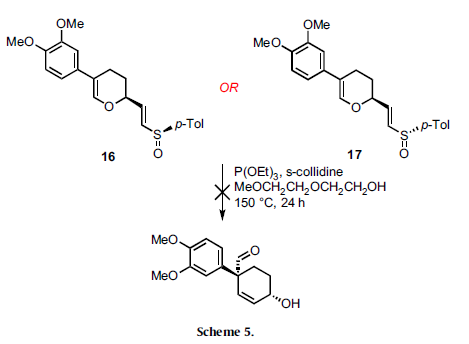 OMe
MeO
O
S
p-Tol
O
16
OR
OMe
MeO
O
S
p-Tol
O
17
P(OEt)3, s-collidine
MeOCH2CH2OCH2CH2OH
150 °C, 24 h
MeO
MeO
O
OH
Scheme 5.